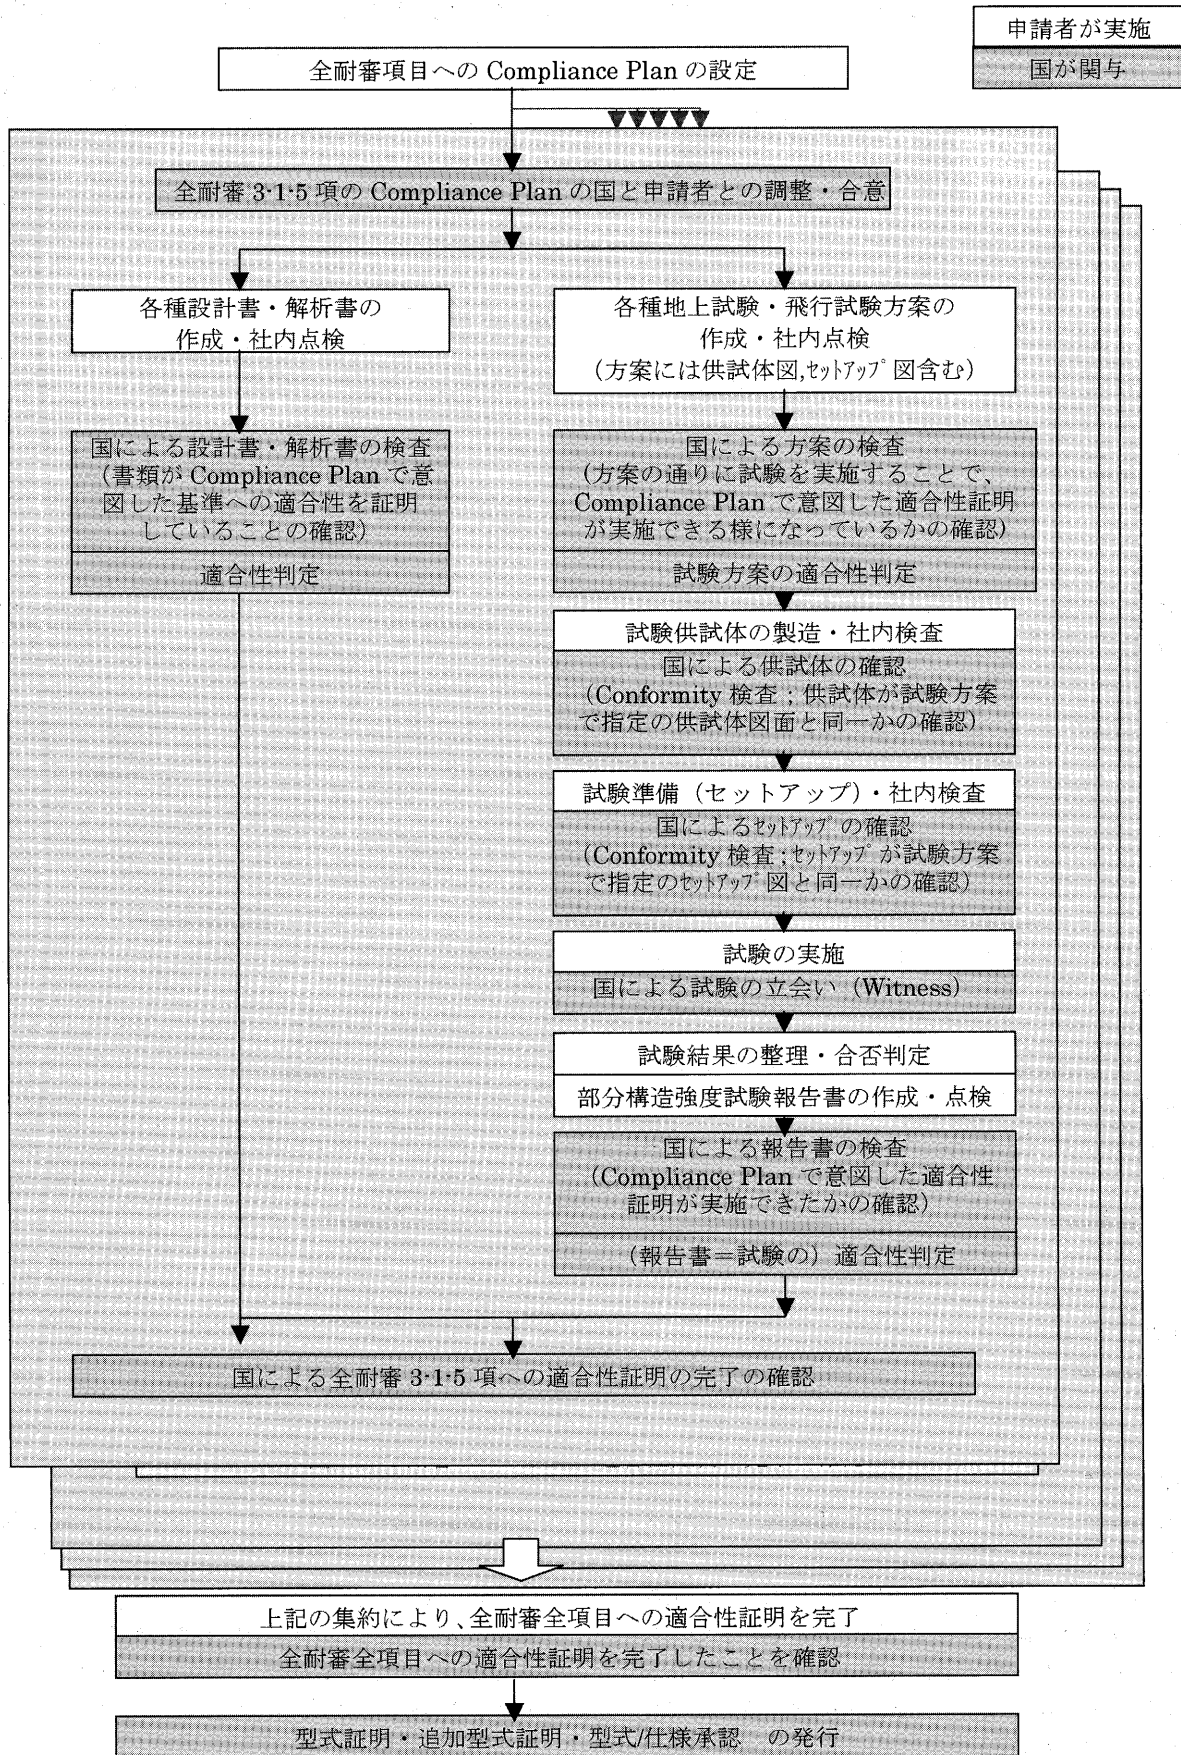 申請者が実施
国が関与
全耐審項目への Compliance Plan の設定
全耐審 3-1-5 項の Compliance Plan の国と申請者との調整・合意
各種設計書・解析書の
作成・社内点検
国による設計書・解析書の検査
(書類が Compliance Plan で意
図した基準への適合性を証明
していることの確認)
適合性判定
各種地上試験・飛行試験方案の
作成・社内点検
(方案には供試体図,ｾｯﾄｱｯﾌﾟ図含む)
国による方案の検査
(方案の通りに試験を実施することで、
Compliance Plan で意図した適合性証明
が実施できる様になっているかの確認)
試験方案の適合性判定
試験供試体の製造・社内検査
国による供試体の確認
(Conformity 検査；供試体が試験方案
で指定の供試体図面と同一かの確認)
試験準備（セットアップ）・社内検査
国によるｾｯﾄｱｯﾌﾟの確認
(Conformity 検査；ｾｯﾄｱｯﾌﾟが試験方案
で指定のｾｯﾄｱｯﾌﾟ図と同一かの確認)
試験の実施
国による試験の立会い（Witness）
試験結果の整理・合否判定
部分構造強度試験報告書の作成・点検
国による報告書の検査
(Compliance Plan で意図した適合性
証明が実施できたかの確認)
(報告書＝試験の）適合性判定
国による全耐審 3-1-5 項への適合性証明の完了の確認
上記の集約により、全耐審全項目への適合性証明を完了
全耐審全項目への適合性証明を完了したことを確認
型式証明・追加型式証明・型式/仕様承認　の発行